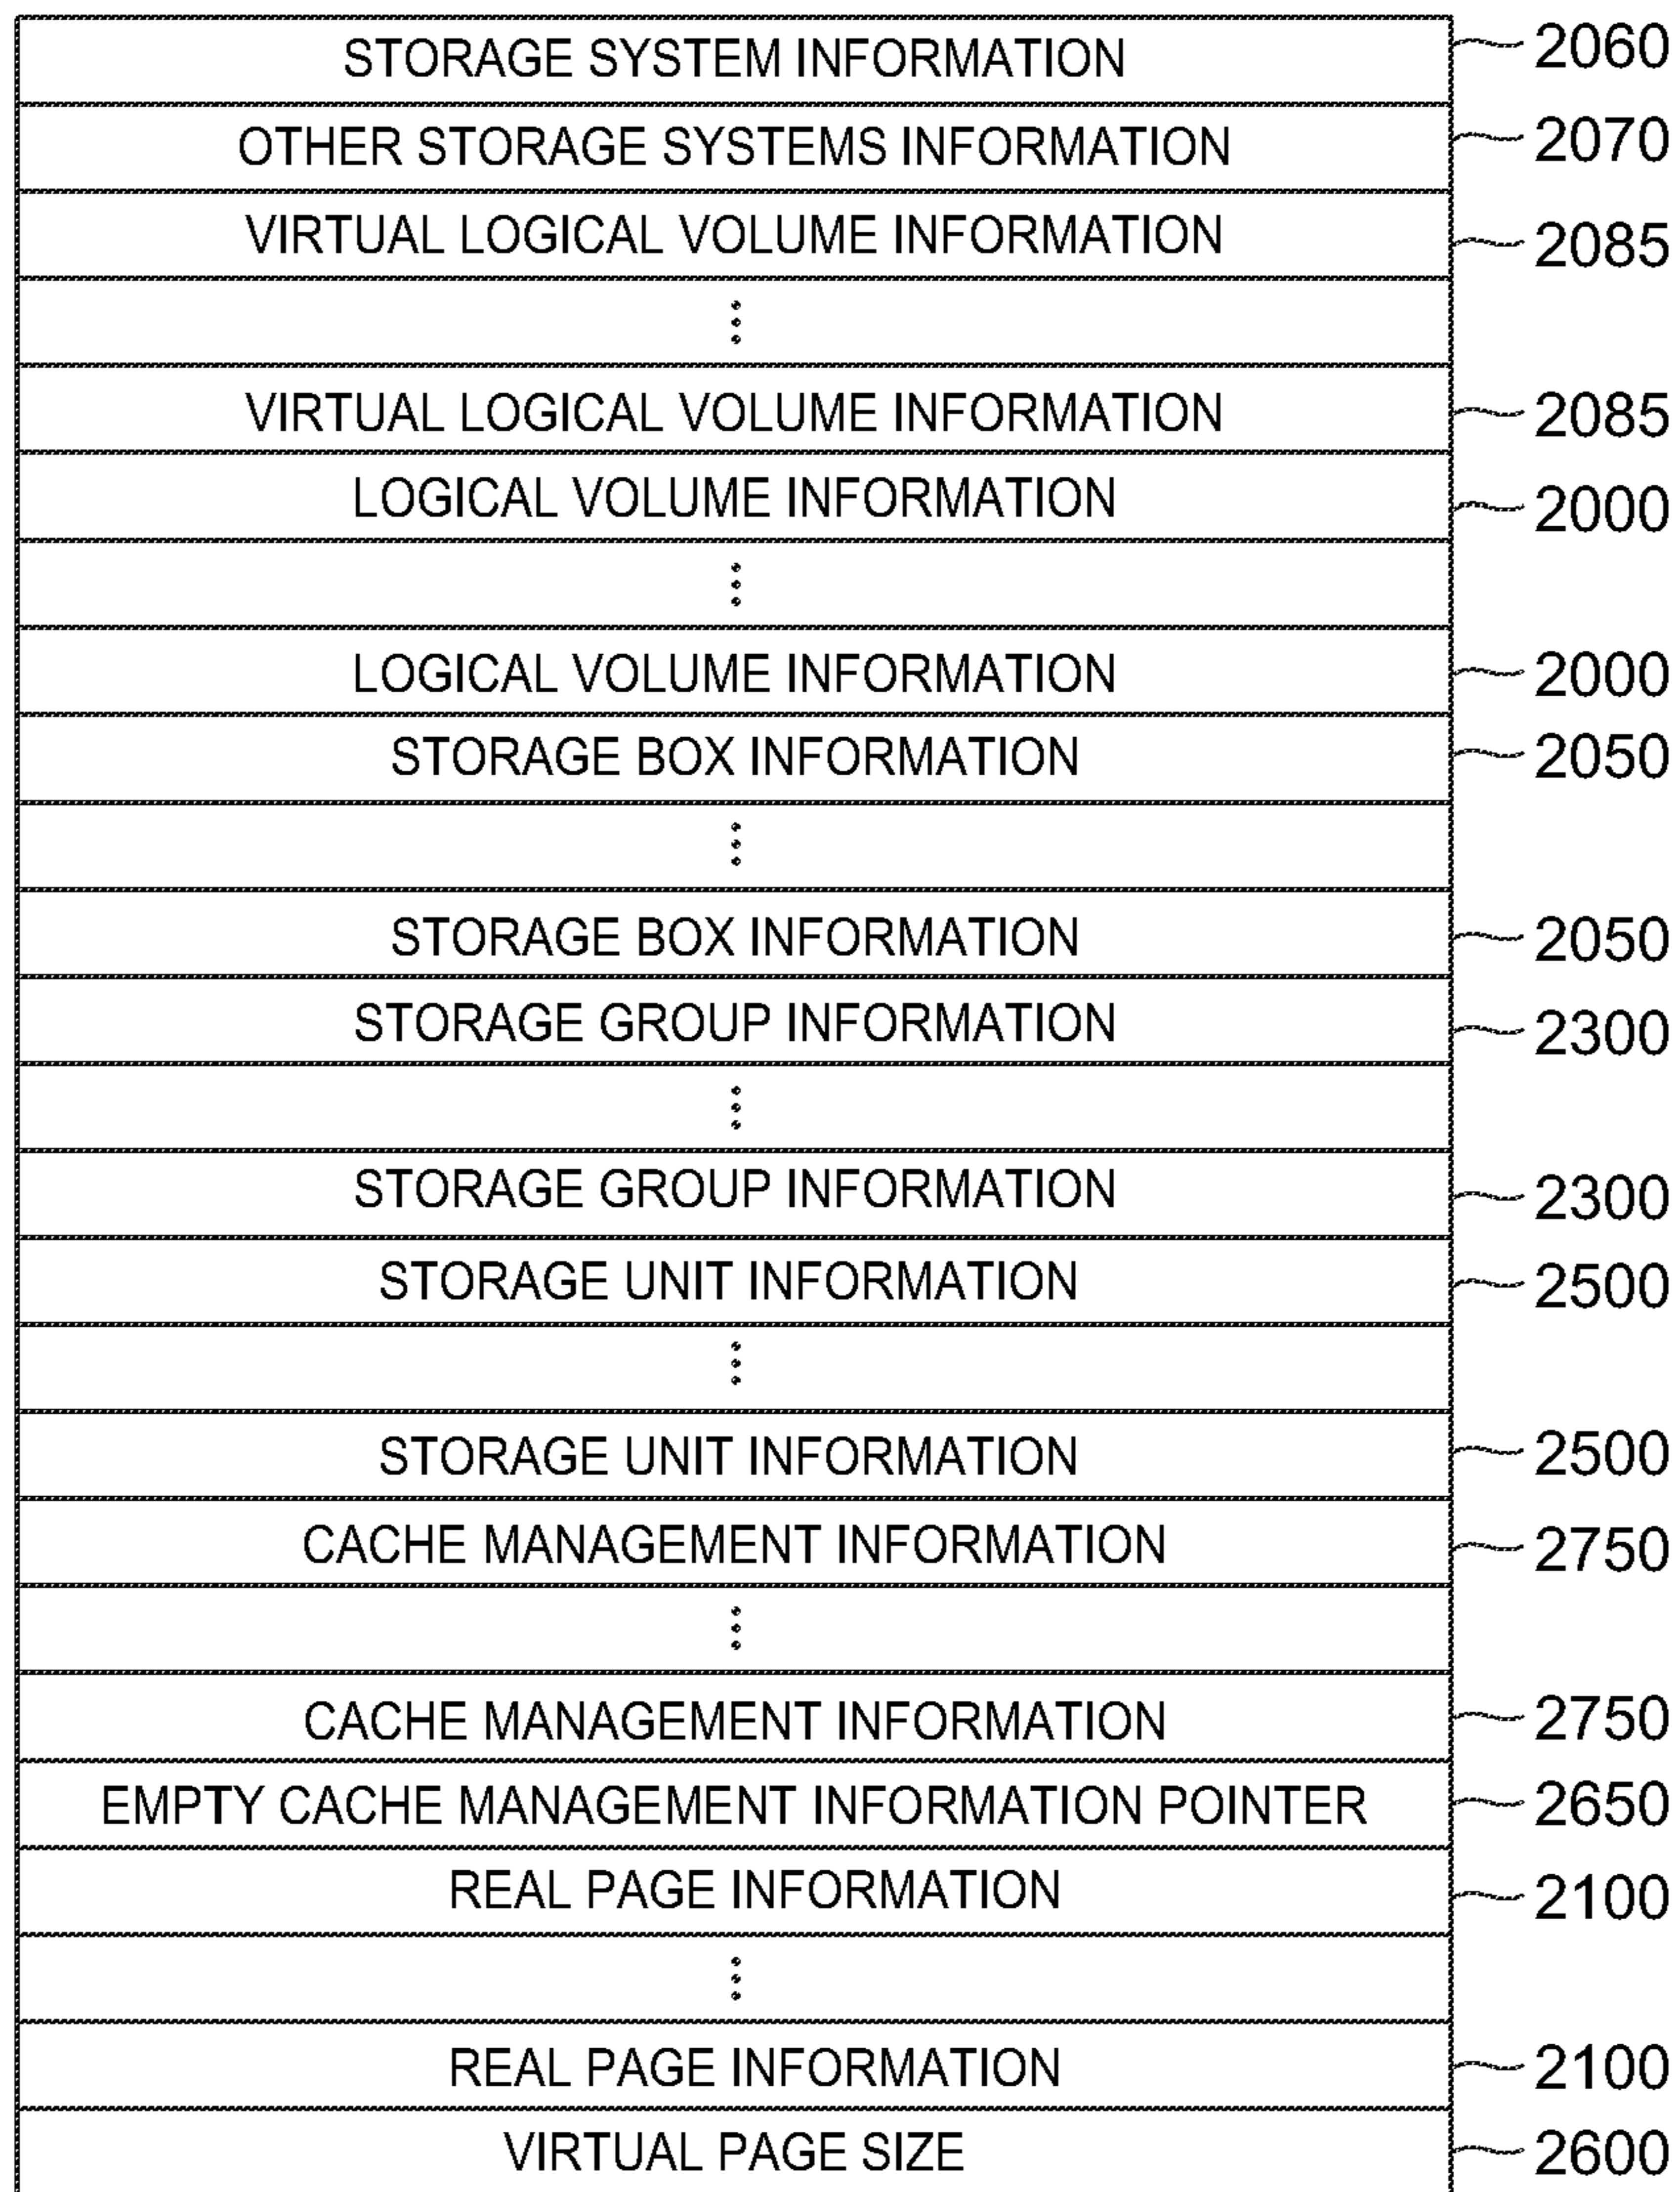 STORAGE SYSTEM INFORMATION 2060
OTHER STORAGE SYSTEMS INFORMATION 2070
VIRTUAL LOGICAL VOLUME INFORMATION 2085
⋮
VIRTUAL LOGICAL VOLUME INFORMATION 2085
LOGICAL VOLUME INFORMATION 2000
⋮
LOGICAL VOLUME INFORMATION 2000
STORAGE BOX INFORMATION 2050
⋮
STORAGE BOX INFORMATION 2050
STORAGE GROUP INFORMATION 2300
⋮
STORAGE GROUP INFORMATION 2300
STORAGE UNIT INFORMATION 2500
⋮
STORAGE UNIT INFORMATION 2500
CACHE MANAGEMENT INFORMATION 2750
⋮
CACHE MANAGEMENT INFORMATION 2750
EMPTY CACHE MANAGEMENT INFORMATION POINTER 2650
REAL PAGE INFORMATION 2100
⋮
REAL PAGE INFORMATION 2100
VIRTUAL PAGE SIZE 2600